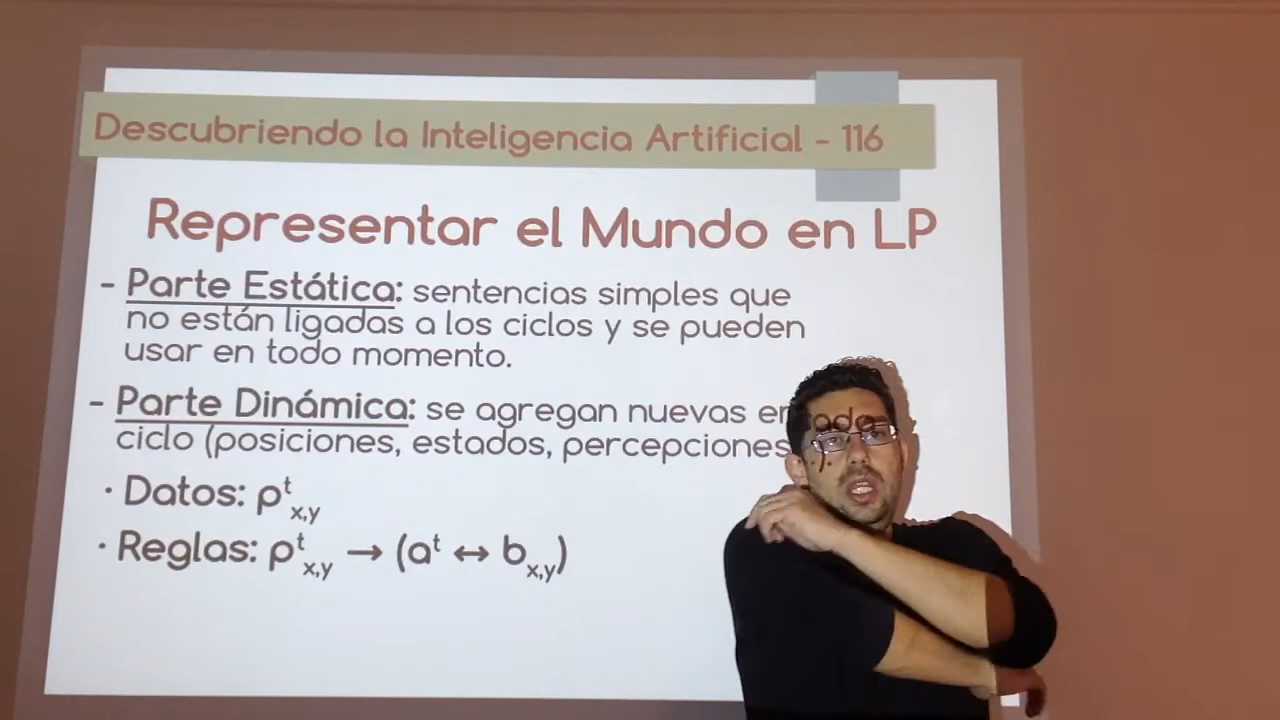 Descubriendo la Inteligencia Artificial - 116
Representar el Mundo en LP
- Parte Estática: sentencias simples que
no están ligadas a los ciclos y se pueden
usar en todo momento.
- Parte Dinámica: se agregan nuevas en
ciclo (posiciones, estados, percepciones
· Datos: ρᵗx,y
· Reglas: ρᵗx,y → (aᵗ ↔ bx,y)